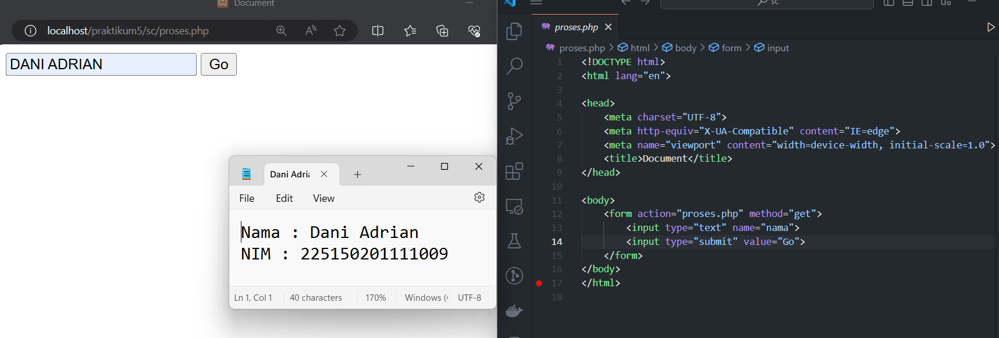 Document
localhost/praktikum5/sc/proses.php
DANI ADRIAN
Go
Dani Adria
File
Edit
View
Nama : Dani Adrian
NIM : 225150201111009
Ln 1, Col 1
40 characters
170%
Windows (
UTF-8
sc
proses.php
proses.php > html > body > form > input
1 <!DOCTYPE html>
2 <html lang="en">
3
4 <head>
5 <meta charset="UTF-8">
6 <meta http-equiv="X-UA-Compatible" content="IE=edge">
7 <meta name="viewport" content="width=device-width, initial-scale=1.0">
8 <title>Document</title>
9 </head>
10
11 <body>
12 <form action="proses.php" method="get">
13 <input type="text" name="nama">
14 <input type="submit" value="Go">
15 </form>
16 </body>
17 </html>
18